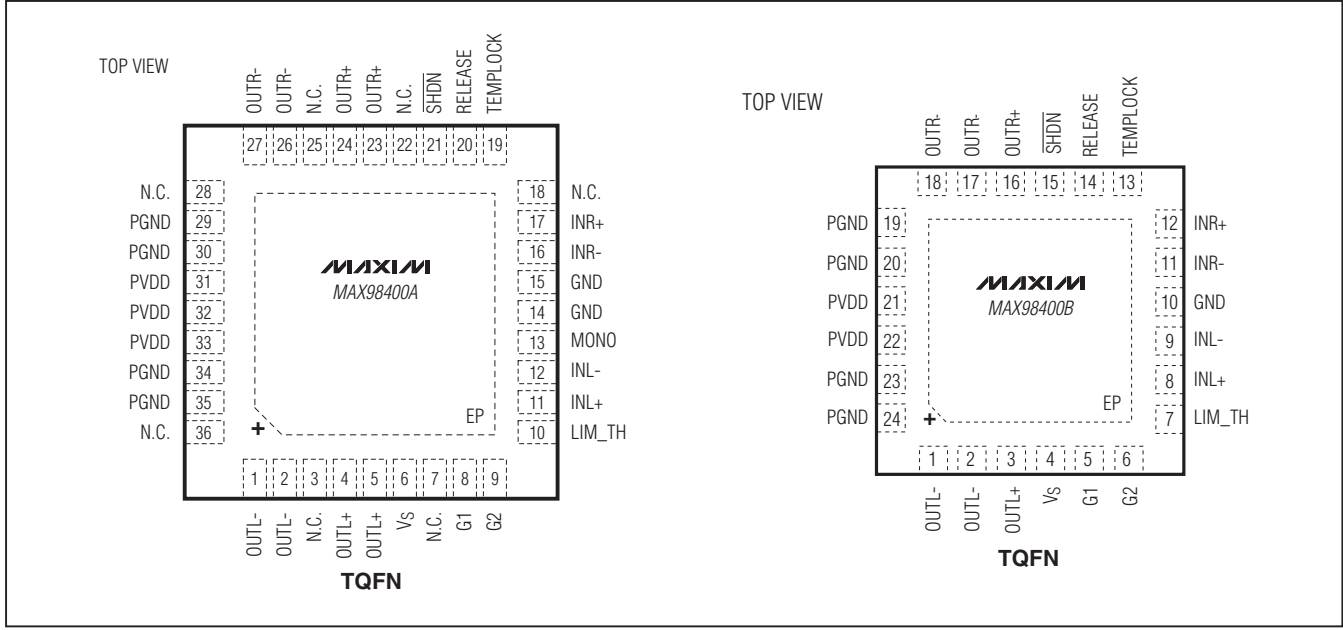 TOP VIEW
OUTR-
OUTR-
N.C.
OUTR+
OUTR+
N.C.
SHDN
RELEASE
TEMPLOCK
27 26 25 24 23 22 21 20 19
N.C. 28
PGND 29
PGND 30
PVDD 31
PVDD 32
PVDD 33
PGND 34
PGND 35
N.C. 36
MAXIM
MAX98400A
EP
+
18 N.C.
17 INR+
16 INR-
15 GND
14 GND
13 MONO
12 INL-
11 INL+
10 LIM_TH
1 2 3 4 5 6 7 8 9
OUTL-
OUTL-
N.C.
OUTL+
OUTL+
VS
N.C.
G1
G2
TQFN
TOP VIEW
OUTR-
OUTR-
OUTR+
SHDN
RELEASE
TEMPLOCK
18 17 16 15 14 13
PGND 19
PGND 20
PVDD 21
PVDD 22
PGND 23
PGND 24
MAXIM
MAX98400B
EP
+
12 INR+
11 INR-
10 GND
9 INL-
8 INL+
7 LIM_TH
1 2 3 4 5 6
OUTL-
OUTL-
OUTL+
VS
G1
G2
TQFN